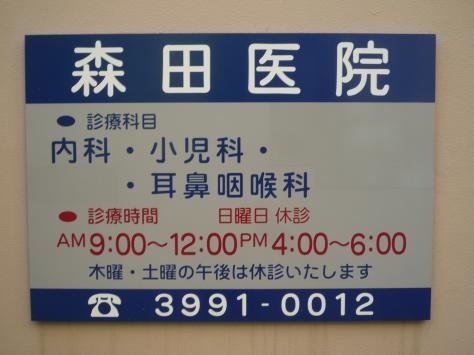 森田医院
● 診療科目
内科・小児科・
・耳鼻咽喉科
● 診療時間 日曜日 休診
AM9:00〜12:00 PM4:00〜6:00
木曜・土曜の午後は休診いたします
☎ 3991-0012